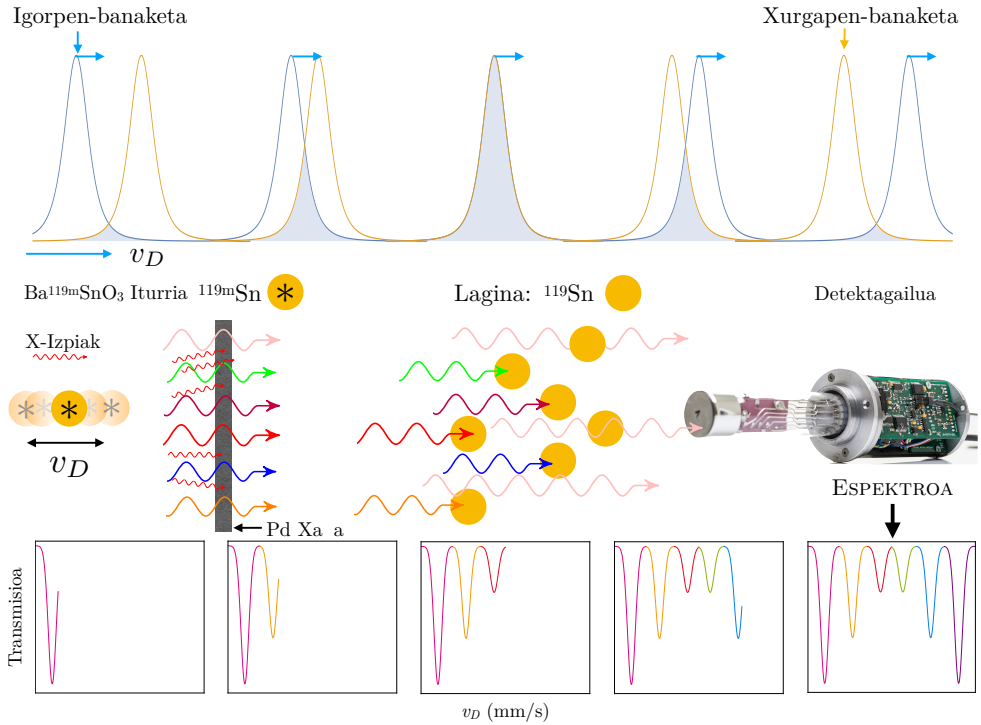 Igorpen-banaketa
Xurgapen-banaketa
v_D
Ba¹¹⁹ᵐSnO₃ Iturria
¹¹⁹ᵐSn
Lagina: ¹¹⁹Sn
Detektagailua
X-Izpiak
v_D
Pd Xa a
ESPEKTROA
Transmisioa
v_D (mm/s)